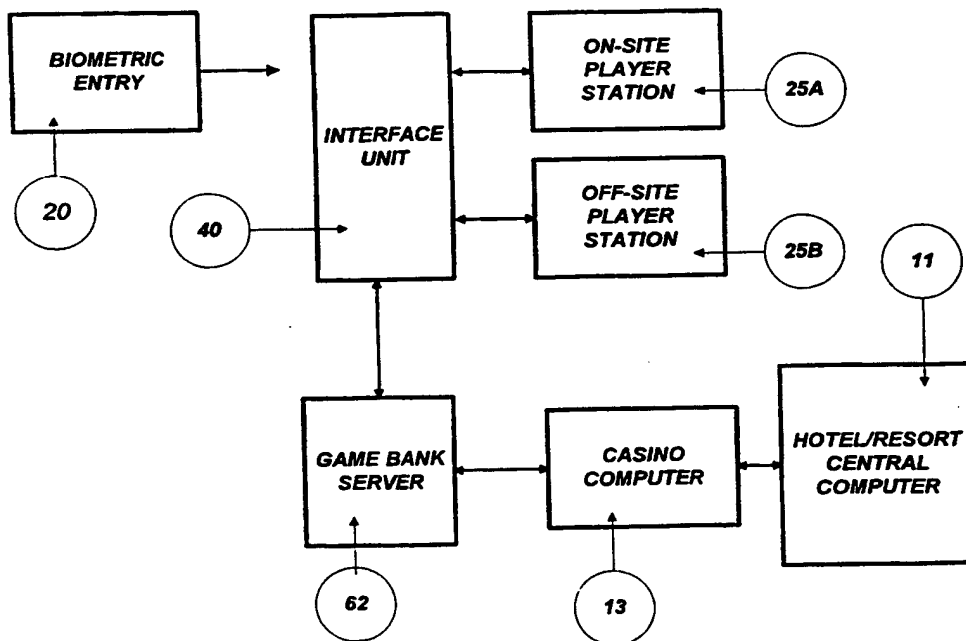 BIOMETRIC
ENTRY
INTERFACE
UNIT
ON-SITE
PLAYER
STATION
25A
20
40
OFF-SITE
PLAYER
STATION
25B
11
GAME BANK
SERVER
CASINO
COMPUTER
HOTEL/RESORT
CENTRAL
COMPUTER
62
13